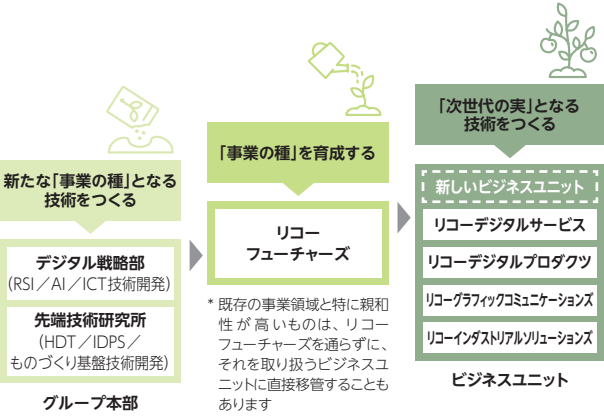 新たな「事業の種」となる
技術をつくる
デジタル戦略部
(RSI／AI／ICT技術開発)
先端技術研究所
(HDT／IDPS／
ものづくり基盤技術開発)
グループ本部
「事業の種」を育成する
リコー
フューチャーズ
* 既存の事業領域と特に親和
性が高いものは、リコー
フューチャーズを通らずに、
それを取り扱うビジネスユ
ニットに直接移管することも
あります
「次世代の実」となる
技術をつくる
新しいビジネスユニット
リコーデジタルサービス
リコーデジタルプロダクツ
リコーグラフィックコミュニケーションズ
リコーインダストリアルソリューションズ
ビジネスユニット